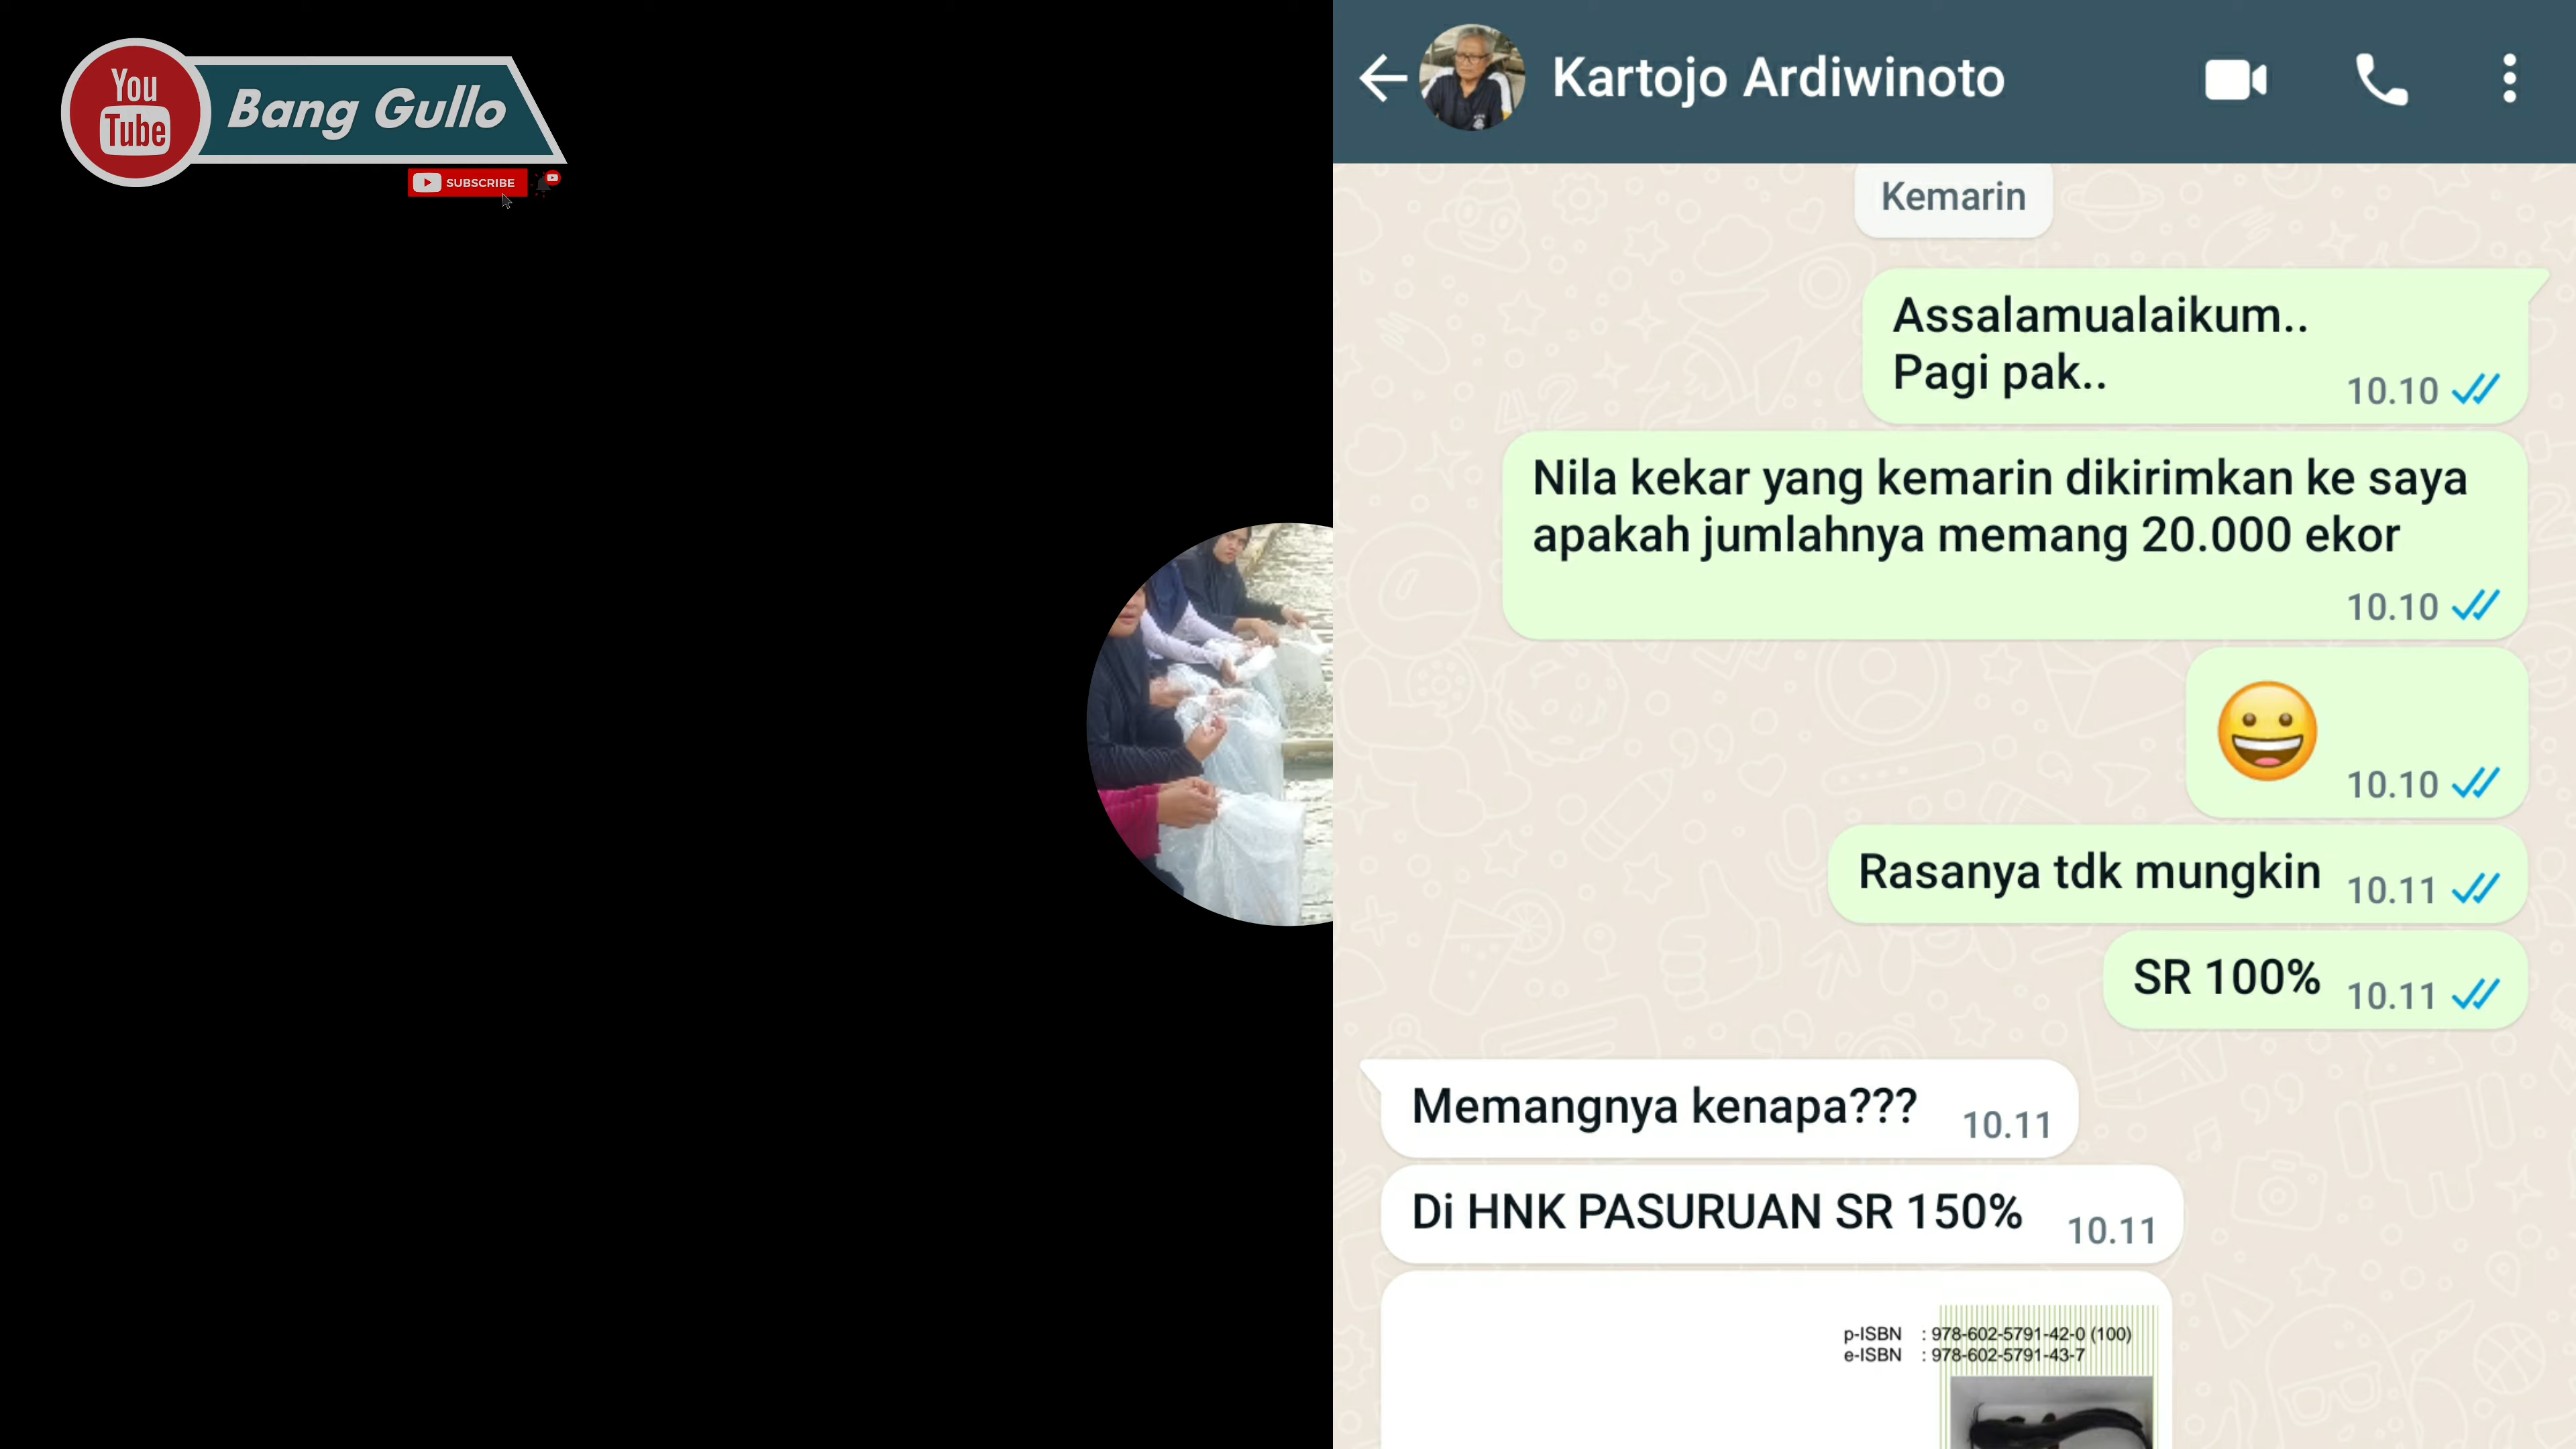 You
Tube
Bang Gullo
SUBSCRIBE
Kartojo Ardiwinoto
Kemarin
Assalamualaikum..
Pagi pak..
10.10
Nila kekar yang kemarin dikirimkan ke saya
apakah jumlahnya memang 20.000 ekor
10.10
10.10
Rasanya tdk mungkin 10.11
SR 100% 10.11
Memangnya kenapa??? 10.11
Di HNK PASURUAN SR 150% 10.11
p-ISBN : 978-602-5791-42-0 (100)
e-ISBN : 978-602-5791-43-7